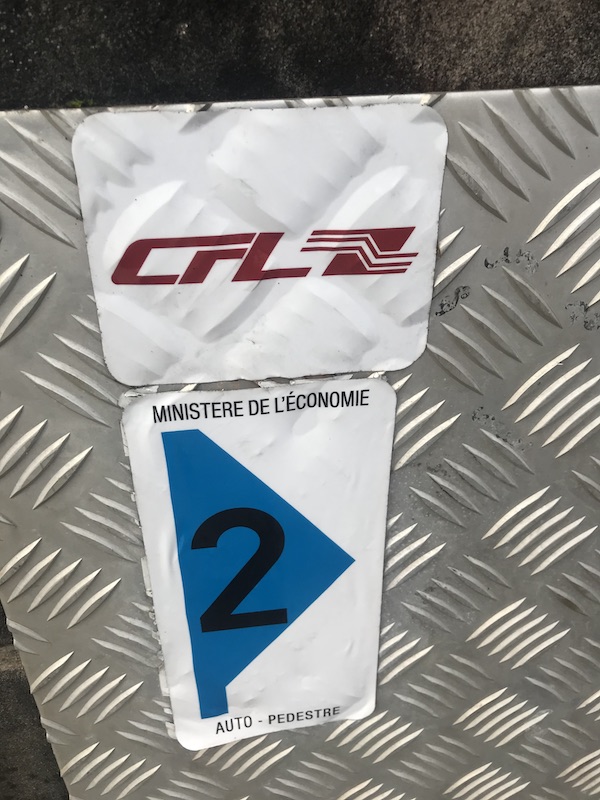 CFL
MINISTERE DE L'ÉCONOMIE
2
AUTO - PEDESTRE